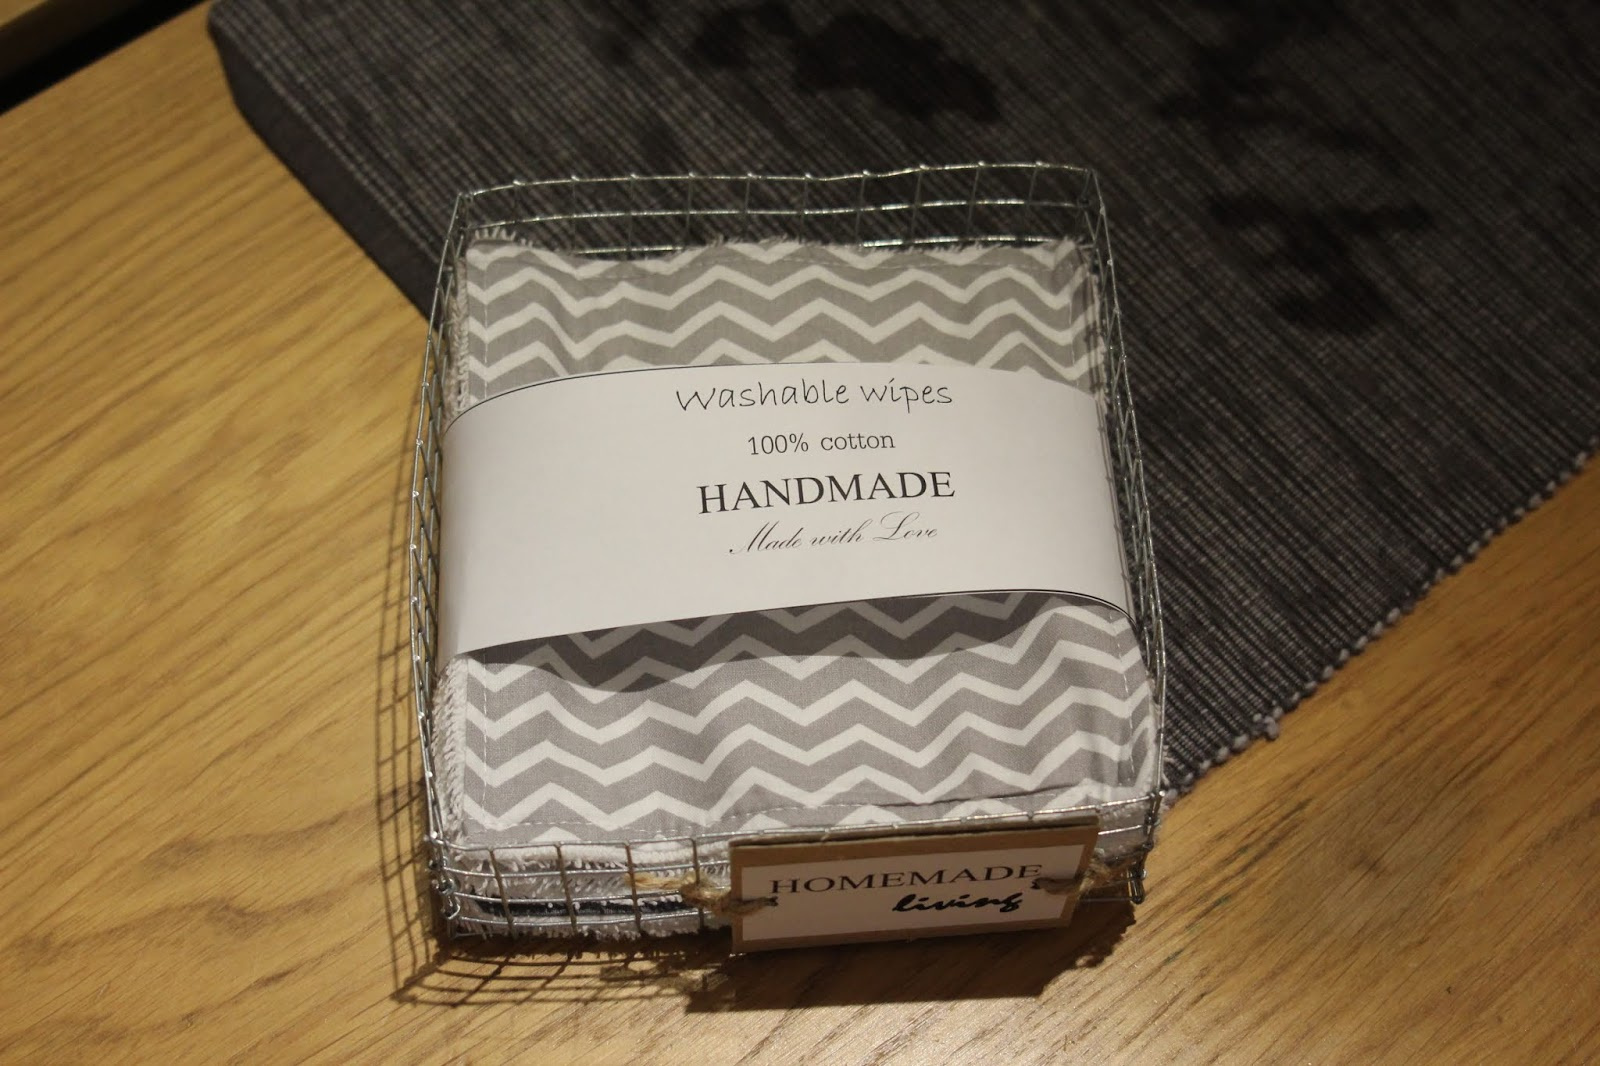 Washable wipes
100% cotton
HANDMADE
Made with Love
HOMEMADE
living